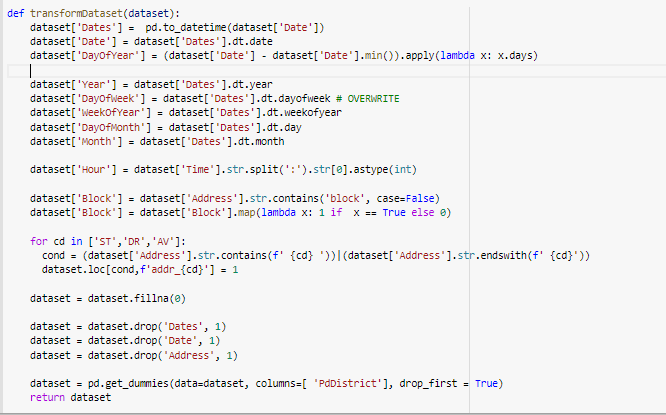 def transformDataset(dataset):
dataset['Dates'] =  pd.to_datetime(dataset['Date'])
dataset['Date'] = dataset['Dates'].dt.date
dataset['DayOfYear'] = (dataset['Date'] - dataset['Date'].min()).apply(lambda x: x.days)
dataset['Year'] = dataset['Dates'].dt.year
dataset['DayOfWeek'] = dataset['Dates'].dt.dayofweek # OVERWRITE
dataset['WeekOfYear'] = dataset['Dates'].dt.weekofyear
dataset['DayOfMonth'] = dataset['Dates'].dt.day
dataset['Month'] = dataset['Dates'].dt.month
dataset['Hour'] = dataset['Time'].str.split(':').str[0].astype(int)
dataset['Block'] = dataset['Address'].str.contains('block', case=False)
dataset['Block'] = dataset['Block'].map(lambda x: 1 if  x == True else 0)
for cd in ['ST','DR','AV']:
cond = (dataset['Address'].str.contains(f' {cd} '))|(dataset['Address'].str.endswith(f' {cd}'))
dataset.loc[cond,f'addr_{cd}'] = 1
dataset = dataset.fillna(0)
dataset = dataset.drop('Dates', 1)
dataset = dataset.drop('Date', 1)
dataset = dataset.drop('Address', 1)
dataset = pd.get_dummies(data=dataset, columns=[ 'PdDistrict'], drop_first = True)
return dataset